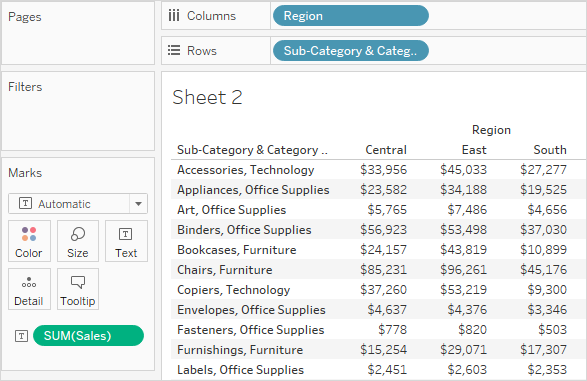 Pages
Columns Region
Rows Sub-Category & Categ..
Filters
Sheet 2
Region
Sub-Category & Category .. Central East South
Accessories, Technology $33,956 $45,033 $27,277
Appliances, Office Supplies $23,582 $34,188 $19,525
Art, Office Supplies $5,765 $7,486 $4,656
Binders, Office Supplies $56,923 $53,498 $37,030
Bookcases, Furniture $24,157 $43,819 $10,899
Chairs, Furniture $85,231 $96,261 $45,176
Copiers, Technology $37,260 $53,219 $9,300
Envelopes, Office Supplies $4,637 $4,376 $3,346
Fasteners, Office Supplies $778 $820 $503
Furnishings, Furniture $15,254 $29,071 $17,307
Labels, Office Supplies $2,451 $2,603 $2,353
Marks
T Automatic
Color Size T Text
Detail Tooltip
T SUM(Sales)